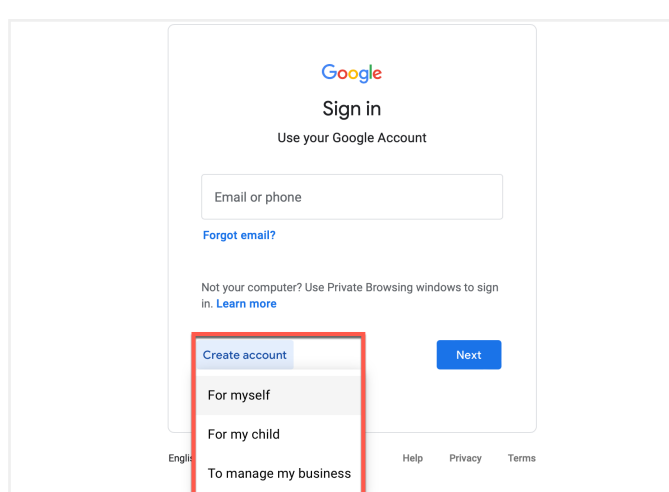 Google
Sign in
Use your Google Account
Email or phone
Forgot email?
Not your computer? Use Private Browsing windows to sign
in. Learn more
Create account
Next
For myself
For my child
Help Privacy Terms
To manage my business